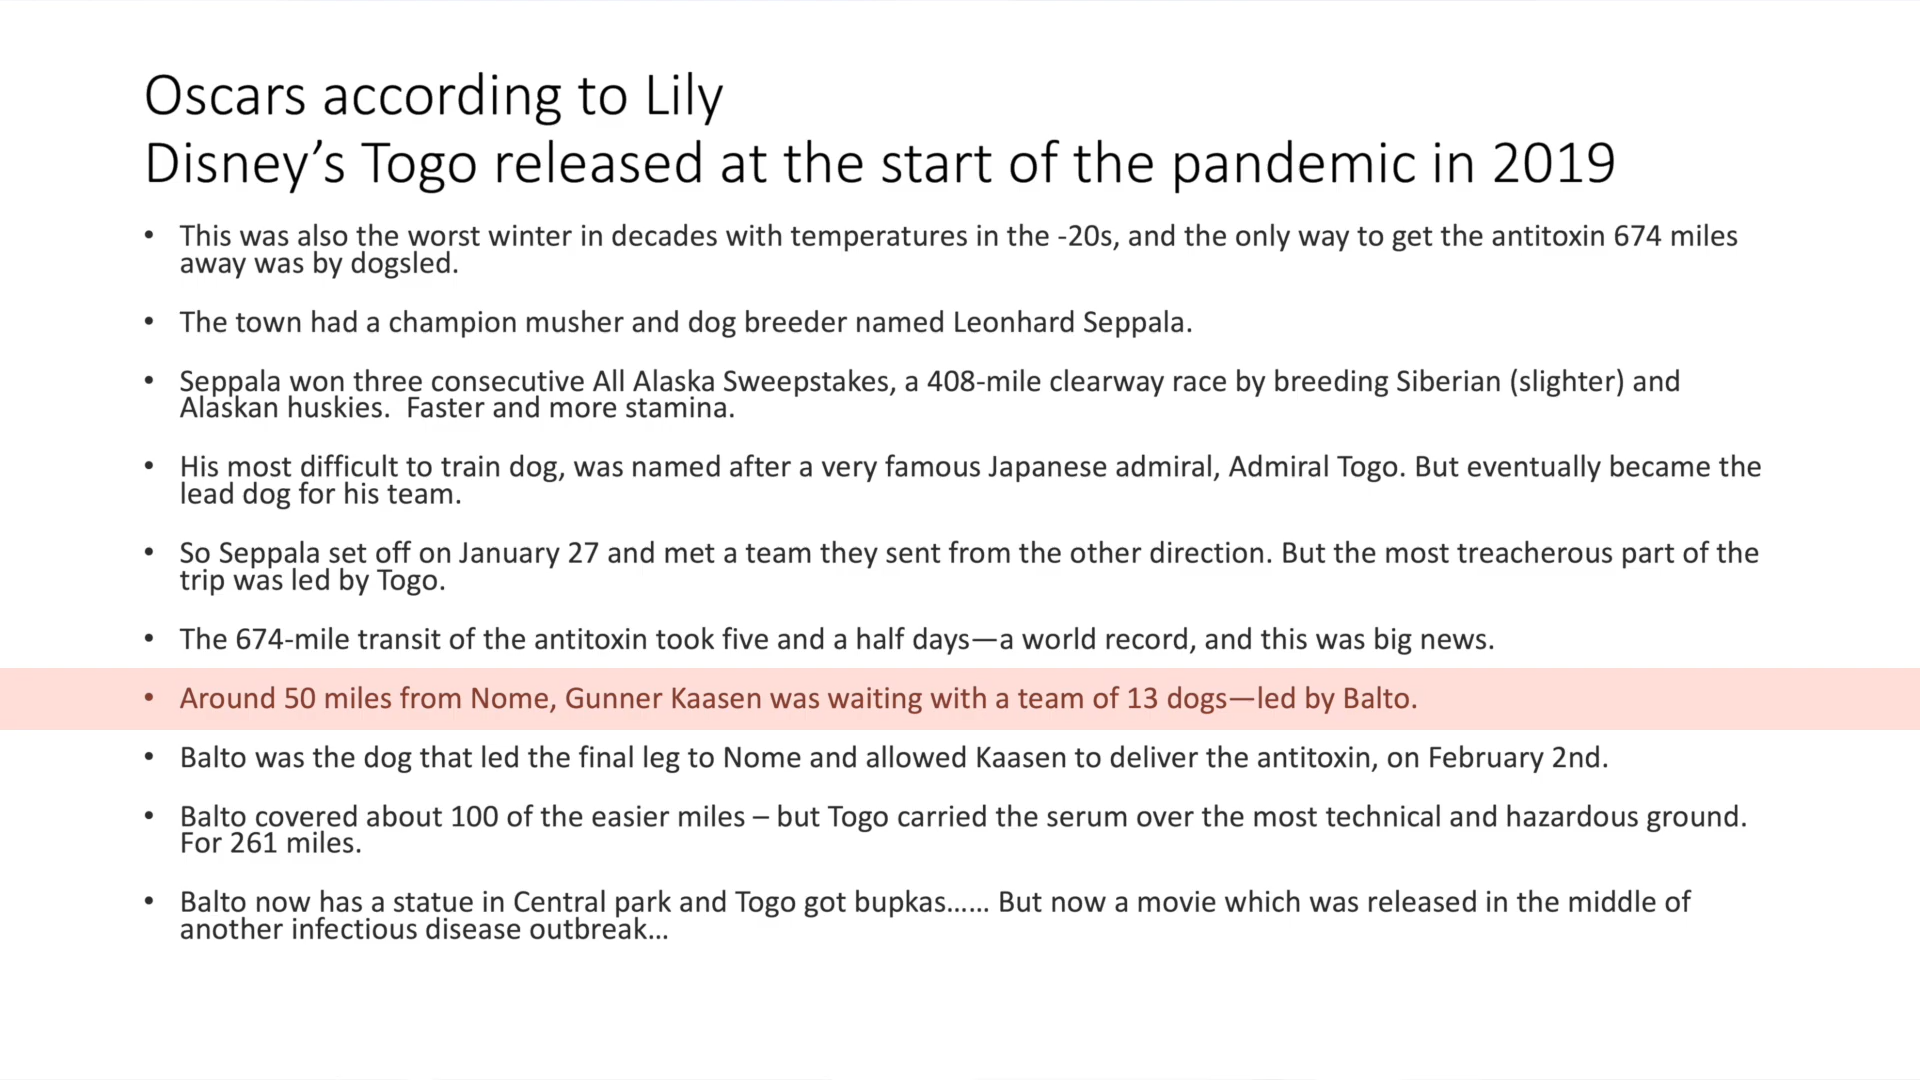 Oscars according to Lily
Disney’s Togo released at the start of the pandemic in 2019
• This was also the worst winter in decades with temperatures in the -20s, and the only way to get the antitoxin 674 miles
away was by dogsled.
• The town had a champion musher and dog breeder named Leonhard Seppala.
• Seppala won three consecutive All Alaska Sweepstakes, a 408-mile clearway race by breeding Siberian (slighter) and
Alaskan huskies.  Faster and more stamina.
• His most difficult to train dog, was named after a very famous Japanese admiral, Admiral Togo. But eventually became the
lead dog for his team.
• So Seppala set off on January 27 and met a team they sent from the other direction. But the most treacherous part of the
trip was led by Togo.
• The 674-mile transit of the antitoxin took five and a half days—a world record, and this was big news.
• Around 50 miles from Nome, Gunner Kaasen was waiting with a team of 13 dogs—led by Balto.
• Balto was the dog that led the final leg to Nome and allowed Kaasen to deliver the antitoxin, on February 2nd.
• Balto covered about 100 of the easier miles – but Togo carried the serum over the most technical and hazardous ground.
For 261 miles.
• Balto now has a statue in Central park and Togo got bupkas…… But now a movie which was released in the middle of
another infectious disease outbreak…